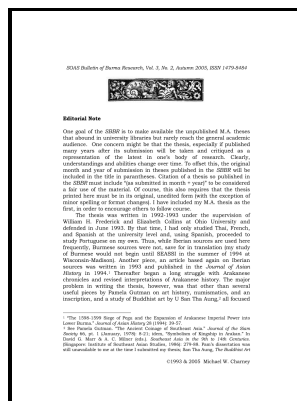 SOAS Bulletin of Burma Research, Vol. 3, No. 2, Autumn 2005, ISSN 1479-8484
Editorial Note
One goal of the SBBR is to make available the unpublished M.A. theses
that abound in university libraries but rarely reach the general academic
audience. One concern might be that the thesis, especially if published
many years after its submission will be taken and critiqued as a
representation of the latest in one's body of research. Clearly,
understandings and abilities change over time. To offset this, the original
month and year of submission of theses published in the SBBR will be
included in the title in parantheses. Citation of a thesis so published in
the SBBR must include "(as submitted in month + year)" to be considered
a fair use of the material. Of course, this also requires that the thesis
printed here must be in its original, unedited form (with the exception of
minor spelling or format changes). I have included my M.A. thesis as the
first, in order to encourage others to follow course.
The thesis was written in 1992-1993 under the supervision of
William H. Frederick and Elizabeth Collins at Ohio University and
defended in June 1993. By that time, I had only studied Thai, French,
and Spanish at the university level and, using Spanish, proceeded to
study Portuguese on my own. Thus, while Iberian sources are used here
frequently, Burmese sources were not, save for in translation (my study
of Burmese would not begin until SEASSI in the summer of 1994 at
Wisconsin-Madison). Another piece, an article based again on Iberian
sources was written in 1993 and published in the Journal of Asian
History in 1994.¹ Thereafter began a long struggle with Arakanese
chronicles and revised interpretations of Arakanese history. The major
problem in writing the thesis, however, was that other than several
useful pieces by Pamela Gutman on art history, numismatics, and an
inscription, and a study of Buddhist art by U San Tha Aung,² all focused
¹ "The 1598-1599 Siege of Pegu and the Expansion of Arakanese Imperial Power into
Lower Burma." Journal of Asian History 28 (1994): 39-57.
² See Pamela Gutman, "The Ancient Coinage of Southeast Asia." Journal of the Siam
Society 66, pt. 1 (January, 1978): 8-21; idem, "Symbolism of Kingship in Arakan." In
David G. Marr & A. C. Milner (eds.). Southeast Asia in the 9th to 14th Centuries.
(Singapore: Institute of Southeast Asian Studies, 1986): 279-88. Pam's dissertation was
still unavailable to me at the time I submitted my thesis; San Tha Aung, The Buddhist Art
©1993 & 2005 Michael W. Charney